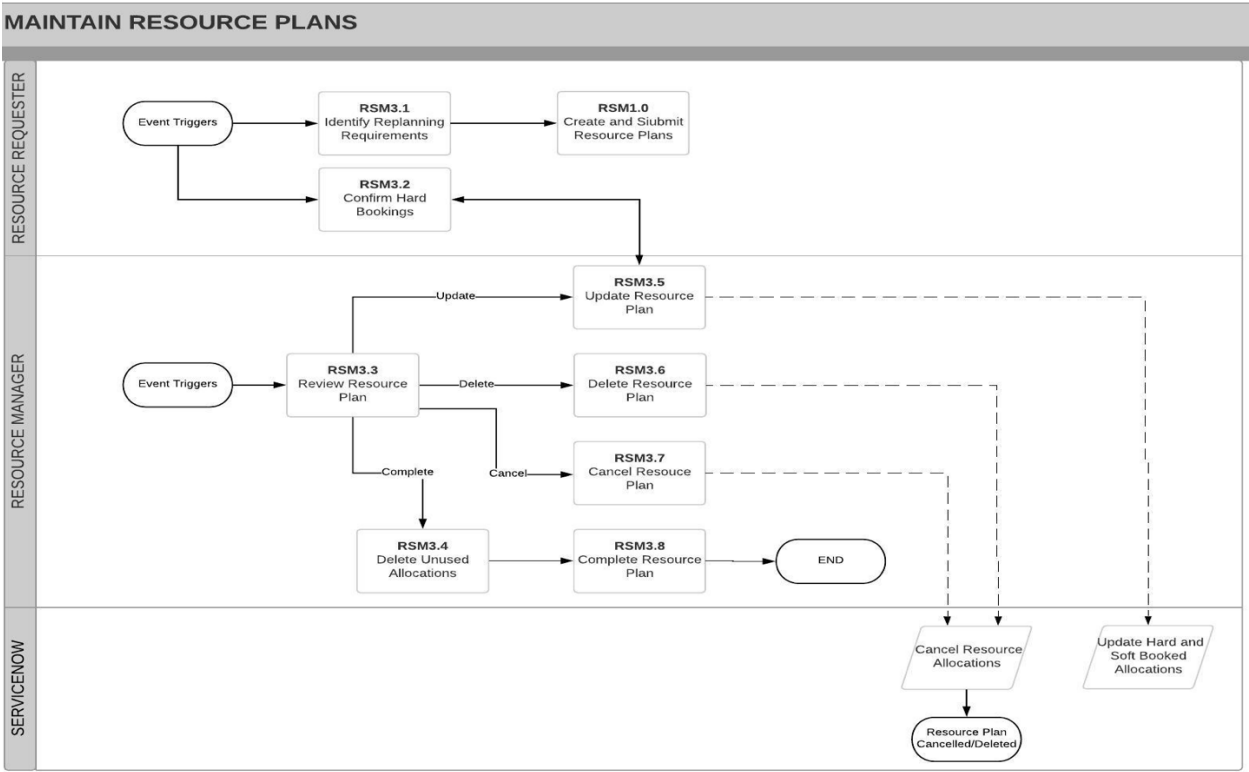 MAINTAIN RESOURCE PLANS
RESOURCE REQUESTER
Event Triggers
RSM3.1
Identify Replanning
Requirements
RSM1.0
Create and Siubmit
Resource Plans
RSM3.2
Confirm Hard
Bookings
RESOURCE MANAGER
RSM3.5
Update Resource
Plan
Update
Event Triggers
RSM3.3
Review Resource
Plan
Delete
RSM3.6
Delete Resource
Plan
Complete
Cancel
RSM3.7
Cancel Resouce
Plan
RSM3.4
Delete Unused
Allocations
RSM3.8
Complete Resource
Plan
END
SERVICENOW
Cancel Resource
Allocations
Update Hard and
Soft Booked
Allocations
Resource Plan
Cancelled/Deleted